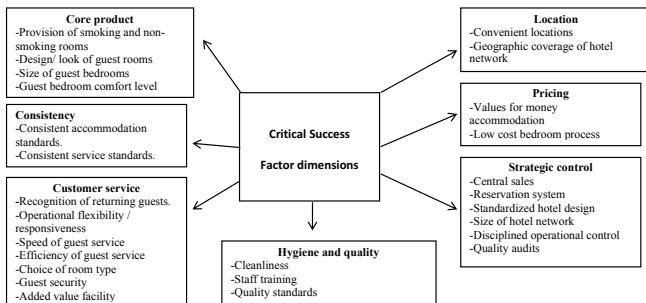 Core product
-Provision of smoking and non-
smoking rooms
-Design/ look of guest rooms
-Size of guest bedrooms
-Guest bedroom comfort level
Consistency
-Consistent accommodation
standards.
-Consistent service standards.
Customer service
-Recognition of returning guests.
-Operational flexibility /
responsiveness
-Speed of guest service
-Efficiency of guest service
-Choice of room type
-Guest security
-Added value facility
Critical Success
Factor dimensions
Hygiene and quality
-Cleanliness
-Staff training
-Quality standards
Location
-Convenient locations
-Geographic coverage of hotel
network
Pricing
-Values for money
accommodation
-Low cost bedroom process
Strategic control
-Central sales
-Reservation system
-Standardized hotel design
-Size of hotel network
-Disciplined operational control
-Quality audits